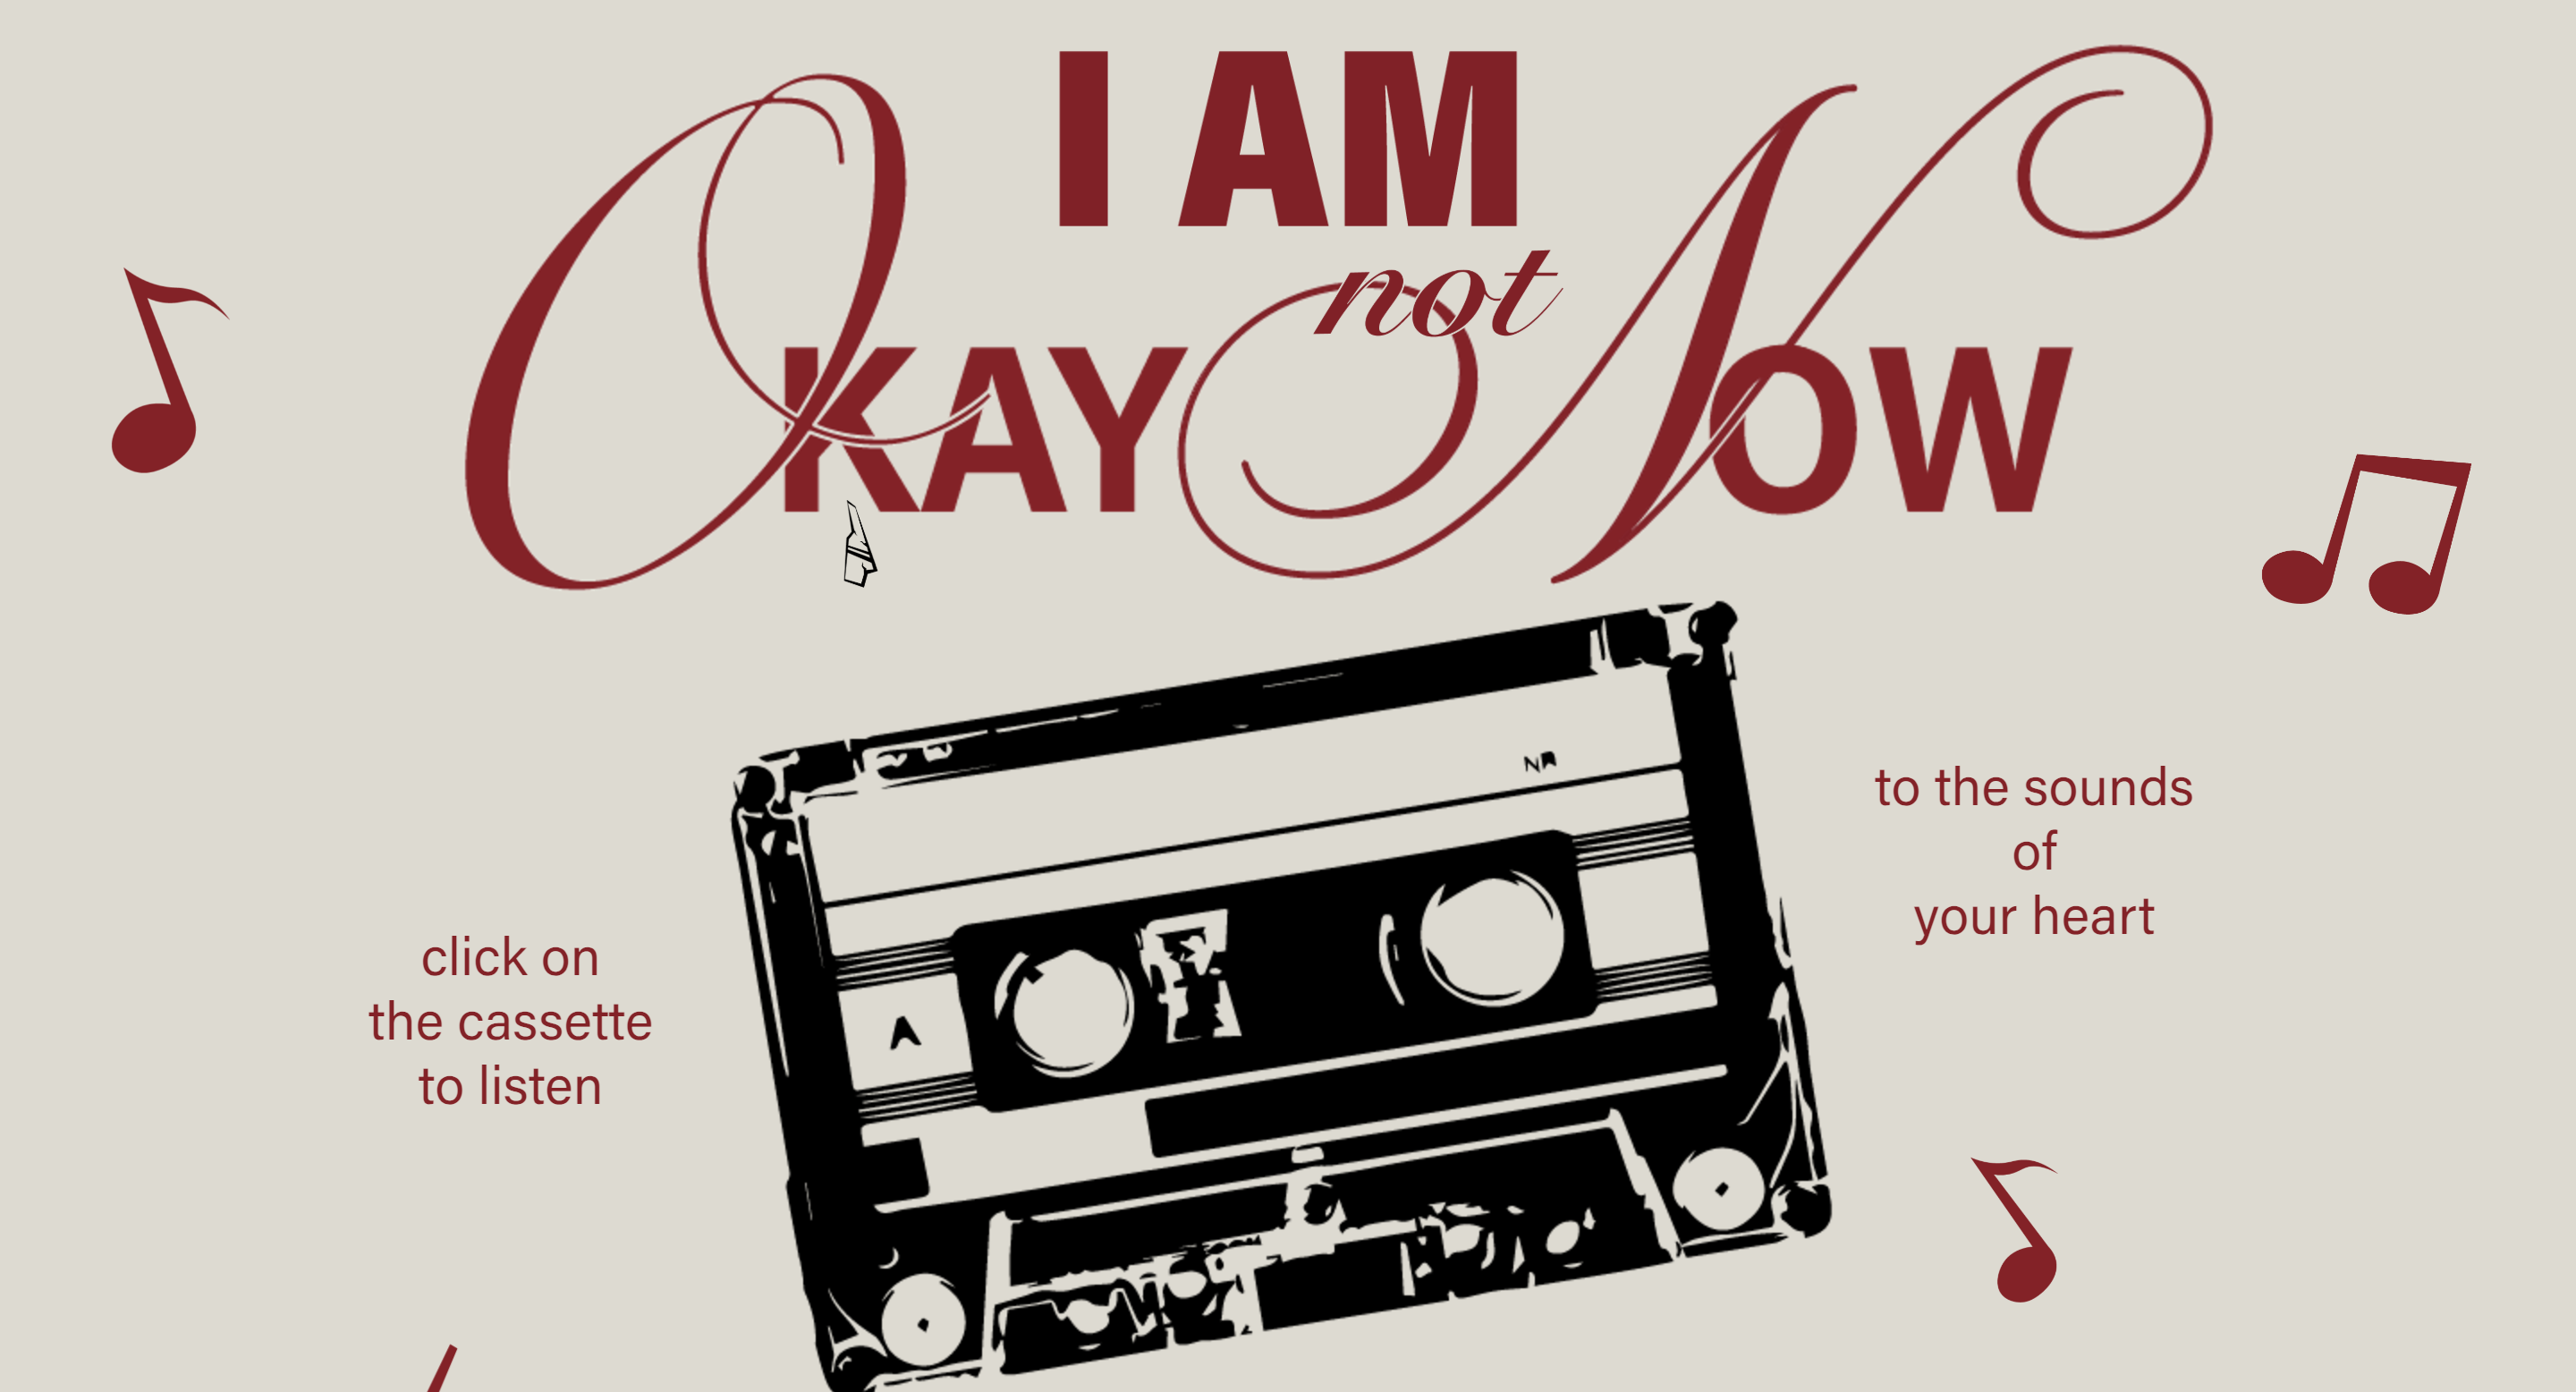 I AM
not
OKAY NOW
to the sounds
of
your heart
click on
the cassette
to listen
A